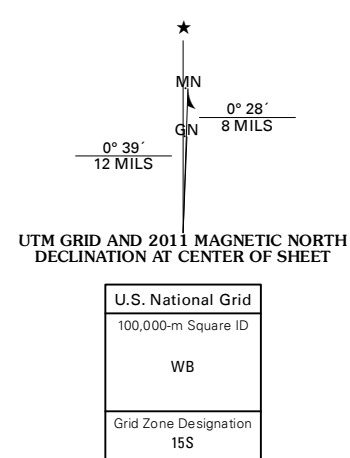 ★
MN
0° 28´
8 MILS
GN
0° 39´
12 MILS
UTM GRID AND 2011 MAGNETIC NORTH
DECLINATION AT CENTER OF SHEET
U.S. National Grid
100,000-m Square ID
WB
Grid Zone Designation
15S